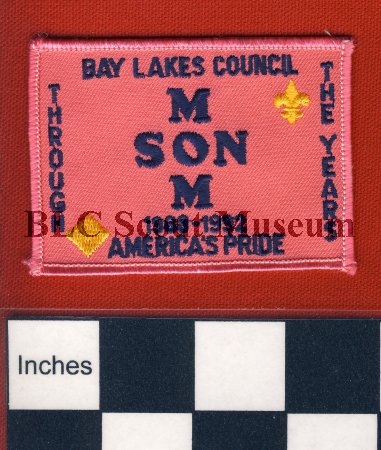 BAY LAKES COUNCIL
THROUGH
THE YEARS
M
SON
M
AMERICA'S PRIDE
BLC Scout Museum
Inches